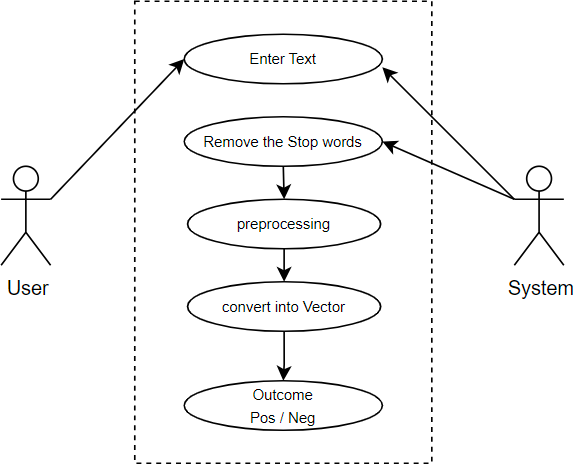 Enter Text
Remove the Stop words
preprocessing
User
System
convert into Vector
Outcome
Pos / Neg